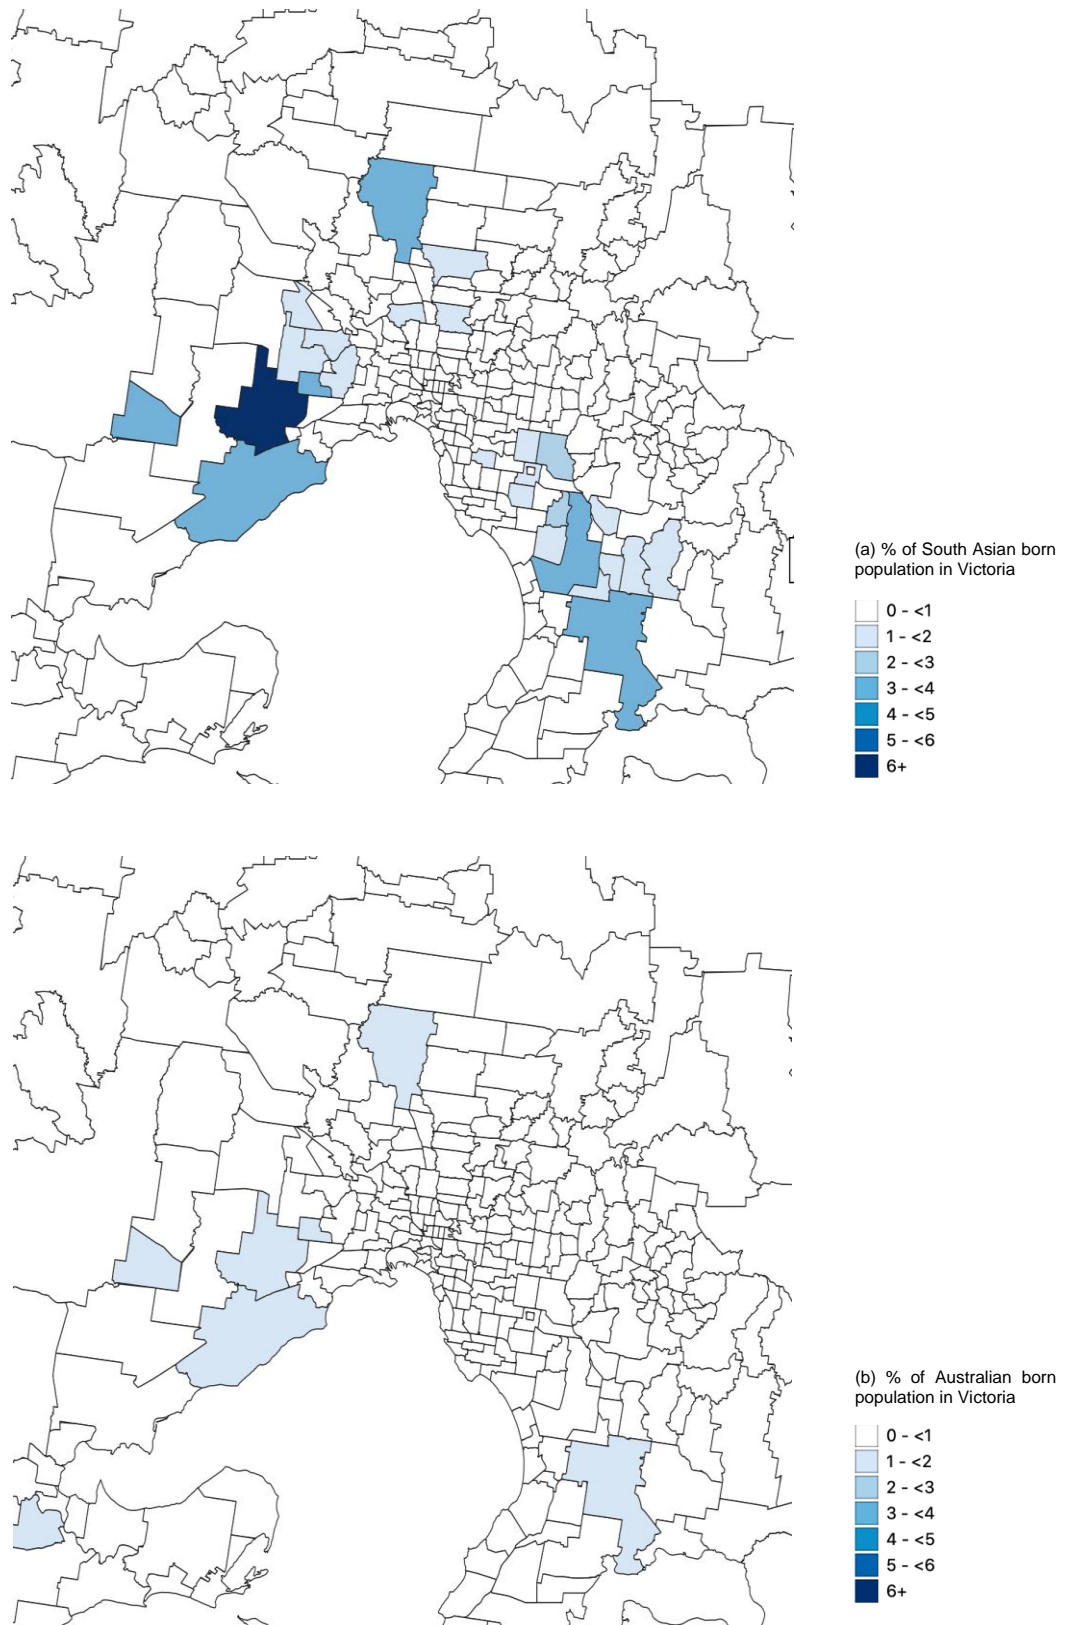 (a) % of South Asian born
population in Victoria
0 - <1
1 - <2
2 - <3
3 - <4
4 - <5
5 - <6
6+
(b) % of Australian born
population in Victoria
0 - <1
1 - <2
2 - <3
3 - <4
4 - <5
5 - <6
6+